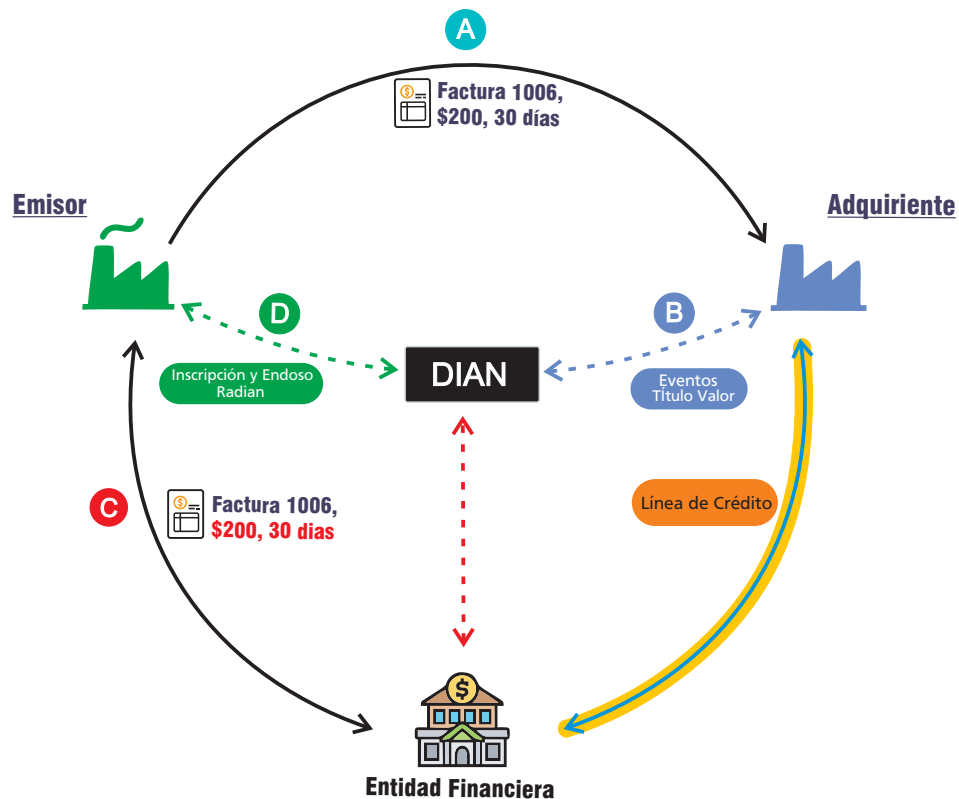 A
Factura 1006,
$200, 30 días
Emisor
Adquiriente
D
B
DIAN
Inscripción y Endoso
Radian
Eventos
Título Valor
C
Factura 1006,
$200, 30 dias
Línea de Crédito
$
Entidad Financiera